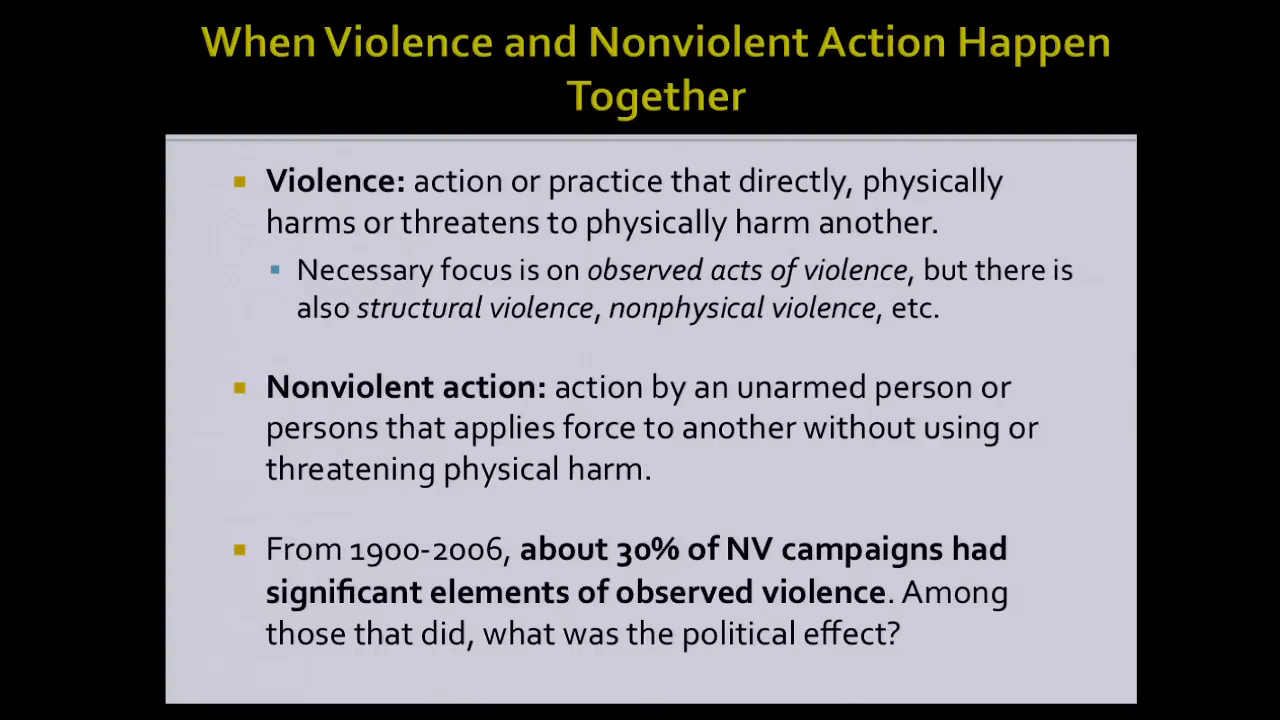 When Violence and Nonviolent Action Happen
Together
Violence: action or practice that directly, physically
harms or threatens to physically harm another.
Necessary focus is on observed acts of violence, but there is
also structural violence, nonphysical violence, etc.
Nonviolent action: action by an unarmed person or
persons that applies force to another without using or
threatening physical harm.
From 1900-2006, about 30% of NV campaigns had
significant elements of observed violence. Among
those that did, what was the political effect?